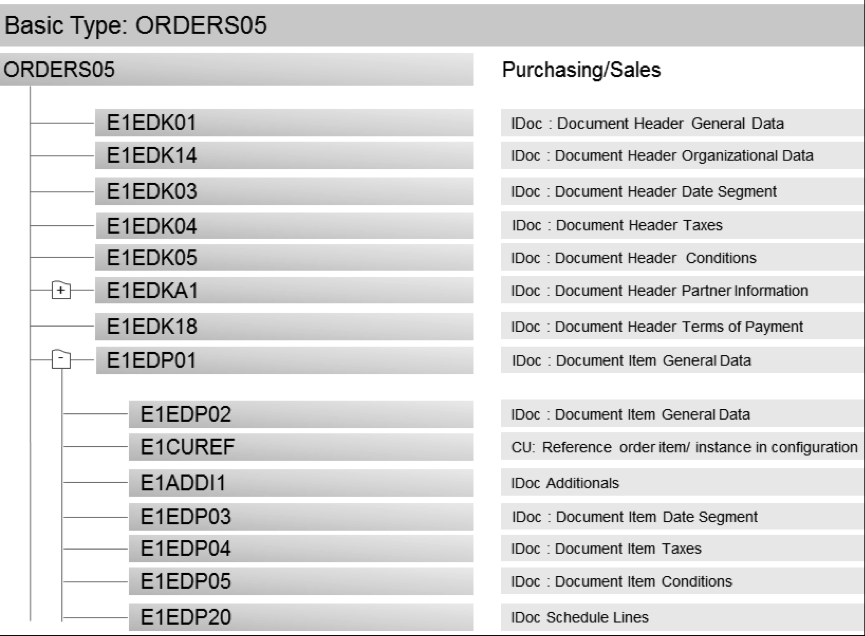 Basic Type: ORDERS05
ORDERS05 Purchasing/Sales
E1EDK01 IDoc : Document Header General Data
E1EDK14 IDoc : Document Header Organizational Data
E1EDK03 IDoc : Document Header Date Segment
E1EDK04 IDoc : Document Header Taxes
E1EDK05 IDoc : Document Header Conditions
+ E1EDKA1 IDoc : Document Header Partner Information
E1EDK18 IDoc : Document Header Terms of Payment
- E1EDP01 IDoc : Document Item General Data
E1EDP02 IDoc : Document Item General Data
E1CUREF CU: Reference order item/ instance in configuration
E1ADDI1 IDoc Additionals
E1EDP03 IDoc : Document Item Date Segment
E1EDP04 IDoc : Document Item Taxes
E1EDP05 IDoc : Document Item Conditions
E1EDP20 IDoc Schedule Lines